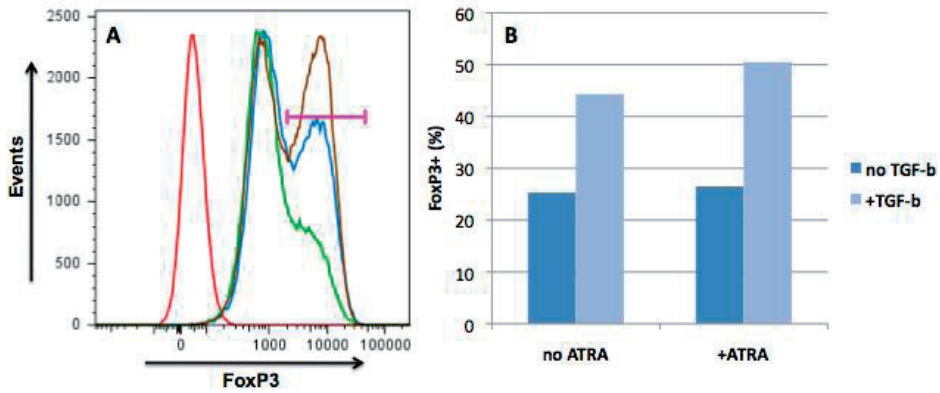 A
2500
2000
1500
1000
500
0
Events
0 1000 10000 100000
FoxP3
B
60
50
40
30
20
10
0
FoxP3+ (%)
no ATRA +ATRA
no TGF-b
+TGF-b